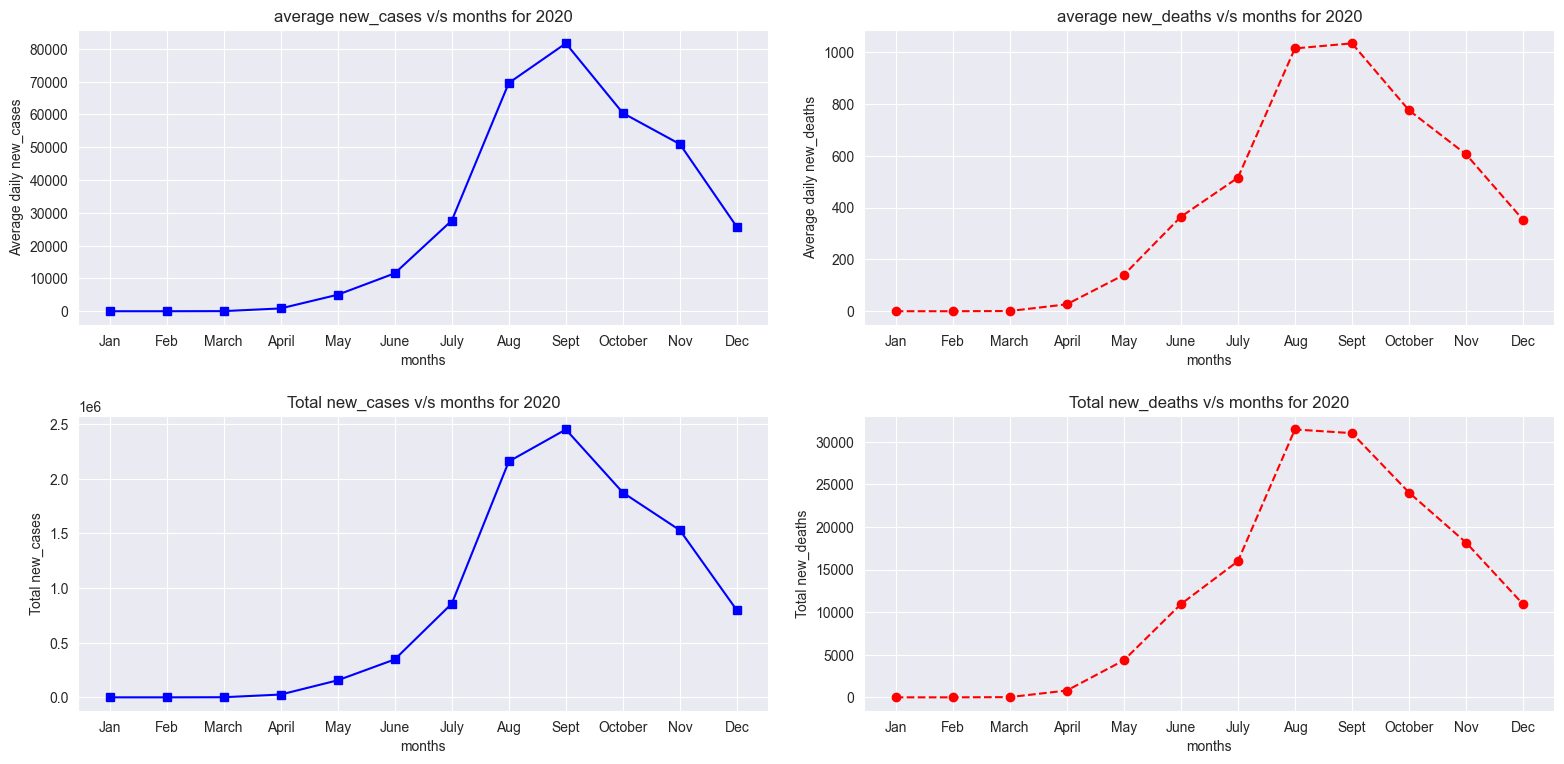 average new_cases v/s months for 2020
Average daily new_cases
80000
70000
60000
50000
40000
30000
20000
10000
0
Jan Feb March April May June July Aug Sept October Nov Dec
months
average new_deaths v/s months for 2020
Average daily new_deaths
1000
800
600
400
200
0
Jan Feb March April May June July Aug Sept October Nov Dec
months
Total new_cases v/s months for 2020
1e6
Total new_cases
2.5
2.0
1.5
1.0
0.5
0.0
Jan Feb March April May June July Aug Sept October Nov Dec
months
Total new_deaths v/s months for 2020
Total new_deaths
30000
25000
20000
15000
10000
5000
0
Jan Feb March April May June July Aug Sept October Nov Dec
months